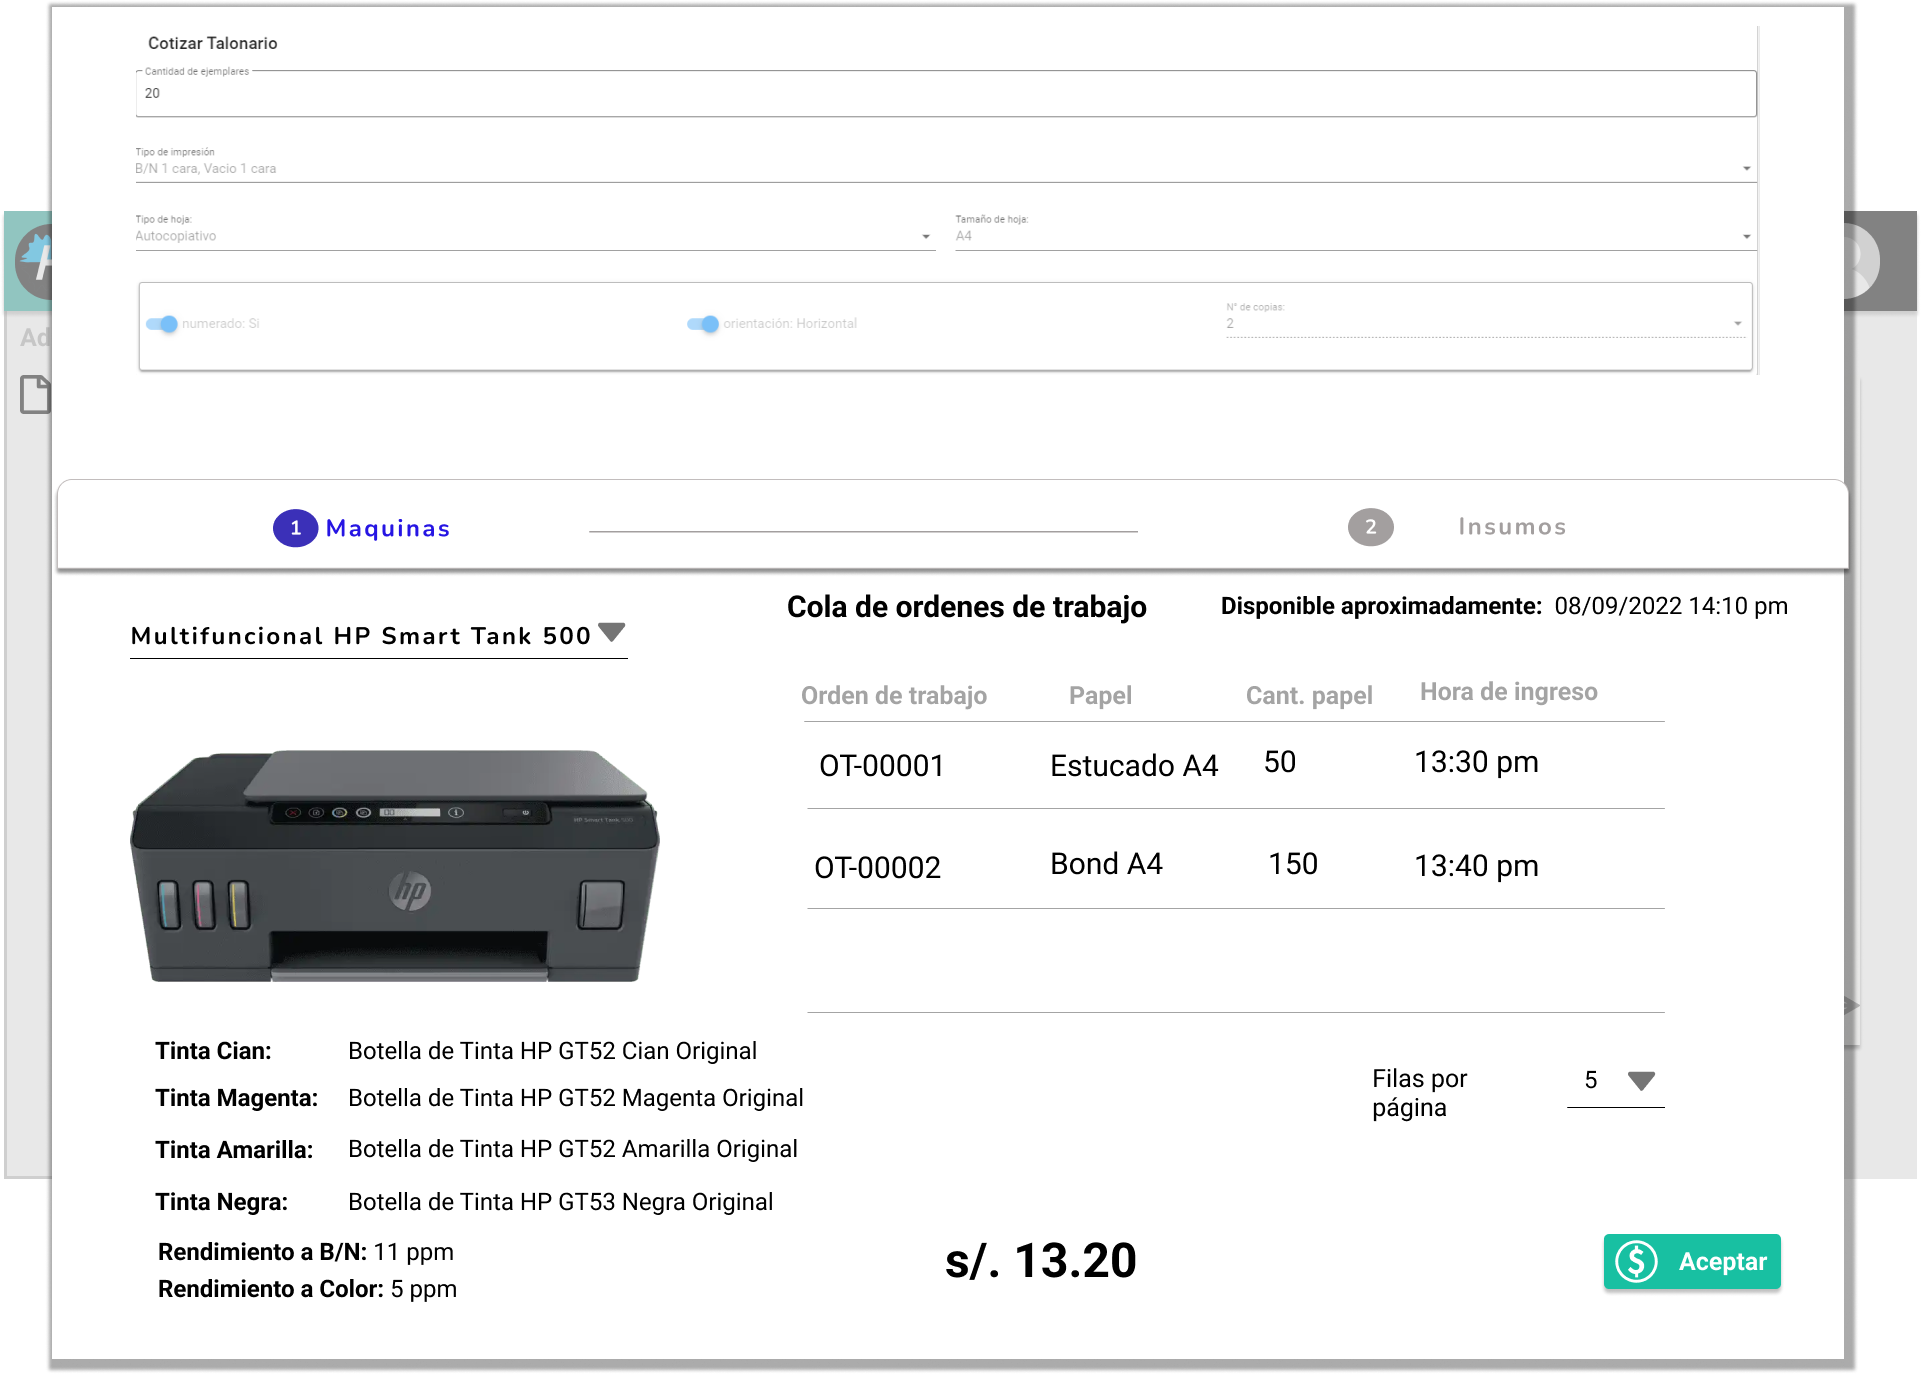 Cotizar Talonario
Cantidad de ejemplares
20
Tipo de impresión
B/N 1 cara, Vacio 1 cara
Tipo de hoja:
Autocopiativo
Tamaño de hoja:
A4
numerado: Si
orientación: Horizontal
N° de copias:
2
Ad
1 Maquinas
2 Insumos
Multifuncional HP Smart Tank 500
Cola de ordenes de trabajo
Disponible aproximadamente: 08/09/2022 14:10 pm
Orden de trabajo Papel Cant. papel Hora de ingreso
OT-00001 Estucado A4 50 13:30 pm
OT-00002 Bond A4 150 13:40 pm
HP Smart Tank 500
hp
Tinta Cian: Botella de Tinta HP GT52 Cian Original
Tinta Magenta: Botella de Tinta HP GT52 Magenta Original
Tinta Amarilla: Botella de Tinta HP GT52 Amarilla Original
Tinta Negra: Botella de Tinta HP GT53 Negra Original
Rendimiento a B/N: 11 ppm
Rendimiento a Color: 5 ppm
Filas por
página
5
s/. 13.20
$ Aceptar